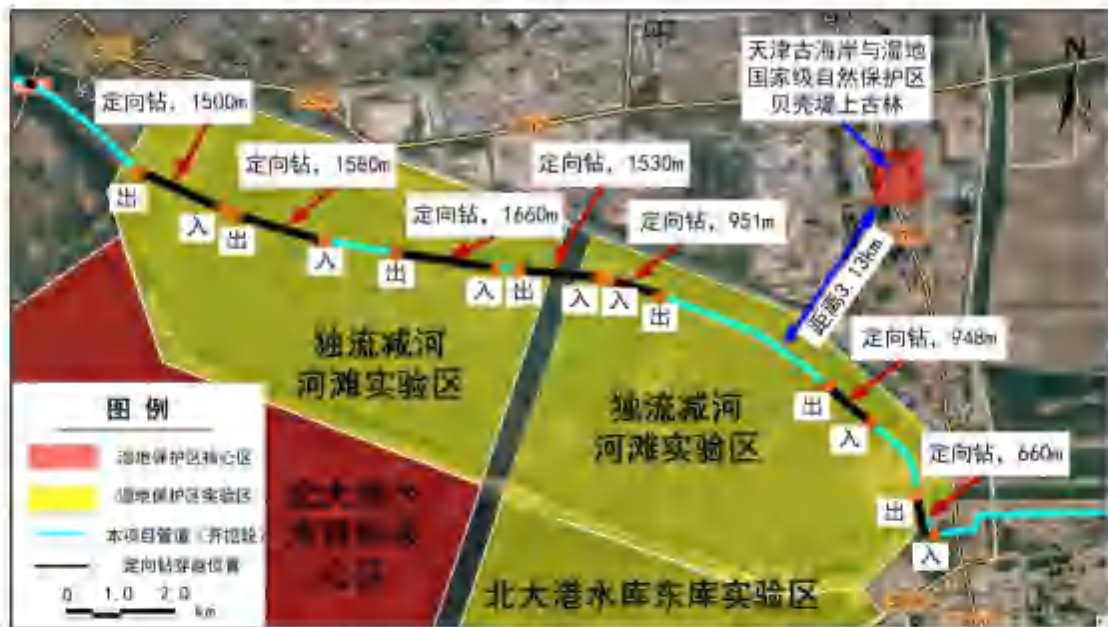 天津古海岸与湿地
国家级自然保护区
贝壳堤上古林
N
定向钻，1500m
定向钻，1580m
定向钻，1530m
定向钻，1660m
定向钻，951m
距离3.13km
定向钻，948m
定向钻，660m
出
入
出
入
出
入
出
入
入
出
出
入
出
入
独流减河
河滩实验区
独流减河
河滩实验区
北大港水库东库实验区
图 例
湿地保护区核心区
湿地保护区实验区
本项目管道（开挖段）
定向钻穿越位置
0 1.0 2.0
km